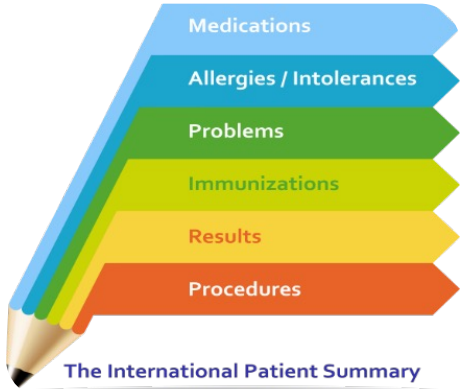 Medications
Allergies / Intolerances
Problems
Immunizations
Results
Procedures
The International Patient Summary